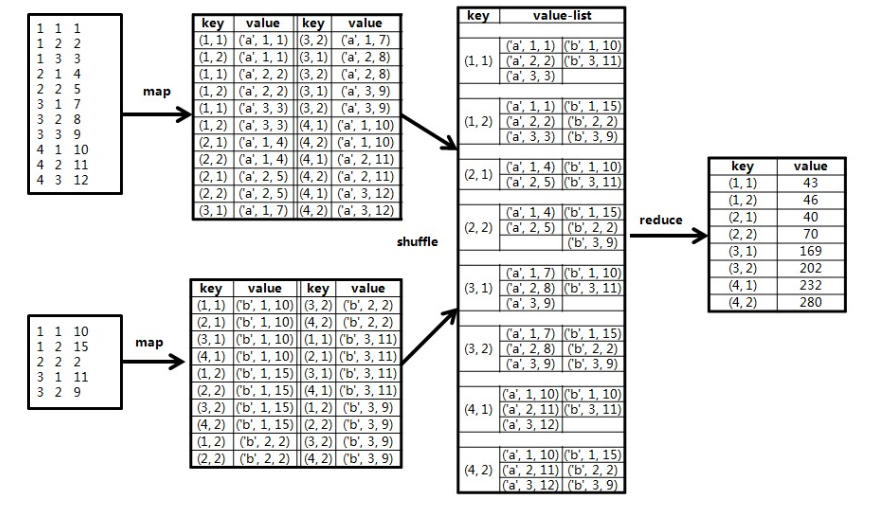 1 1 1
1 2 2
1 3 3
2 1 4
2 2 5
3 1 7
3 2 8
3 3 9
4 1 10
4 2 11
4 3 12
map
key value key value
(1, 1) ('a', 1, 1) (3, 2) ('a', 1, 7)
(1, 2) ('a', 1, 1) (3, 1) ('a', 2, 8)
(1, 1) ('a', 2, 2) (3, 2) ('a', 2, 8)
(1, 2) ('a', 2, 2) (3, 1) ('a', 3, 9)
(1, 1) ('a', 3, 3) (3, 2) ('a', 3, 9)
(1, 2) ('a', 3, 3) (4, 1) ('a', 1, 10)
(2, 1) ('a', 1, 4) (4, 2) ('a', 1, 10)
(2, 2) ('a', 1, 4) (4, 1) ('a', 2, 11)
(2, 1) ('a', 2, 5) (4, 2) ('a', 2, 11)
(2, 2) ('a', 2, 5) (4, 1) ('a', 3, 12)
(3, 1) ('a', 1, 7) (4, 2) ('a', 3, 12)
1 1 10
1 2 15
2 2 2
3 1 11
3 2 9
map
key value key value
(1, 1) ('b', 1, 10) (3, 2) ('b', 2, 2)
(2, 1) ('b', 1, 10) (4, 2) ('b', 2, 2)
(3, 1) ('b', 1, 10) (1, 1) ('b', 3, 11)
(4, 1) ('b', 1, 10) (2, 1) ('b', 3, 11)
(1, 2) ('b', 1, 15) (3, 1) ('b', 3, 11)
(2, 2) ('b', 1, 15) (4, 1) ('b', 3, 11)
(3, 2) ('b', 1, 15) (1, 2) ('b', 3, 9)
(4, 2) ('b', 1, 15) (2, 2) ('b', 3, 9)
(1, 2) ('b', 2, 2) (3, 2) ('b', 3, 9)
(2, 2) ('b', 2, 2) (4, 2) ('b', 3, 9)
shuffle
key value-list
('a', 1, 1) ('b', 1, 10)
(1, 1) ('a', 2, 2) ('b', 3, 11)
('a', 3, 3)
('a', 1, 1) ('b', 1, 15)
(1, 2) ('a', 2, 2) ('b', 2, 2)
('a', 3, 3) ('b', 3, 9)
(2, 1) ('a', 1, 4) ('b', 1, 10)
('a', 2, 5) ('b', 3, 11)
('a', 1, 4) ('b', 1, 15)
(2, 2) ('a', 2, 5) ('b', 2, 2)
('b', 3, 9)
('a', 1, 7) ('b', 1, 10)
(3, 1) ('a', 2, 8) ('b', 3, 11)
('a', 3, 9)
('a', 1, 7) ('b', 1, 15)
(3, 2) ('a', 2, 8) ('b', 2, 2)
('a', 3, 9) ('b', 3, 9)
('a', 1, 10) ('b', 1, 10)
(4, 1) ('a', 2, 11) ('b', 3, 11)
('a', 3, 12)
('a', 1, 10) ('b', 1, 15)
(4, 2) ('a', 2, 11) ('b', 2, 2)
('a', 3, 12) ('b', 3, 9)
reduce
key value
(1, 1) 43
(1, 2) 46
(2, 1) 40
(2, 2) 70
(3, 1) 169
(3, 2) 202
(4, 1) 232
(4, 2) 280